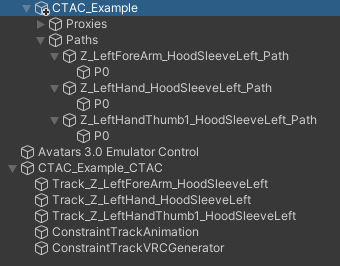 CTAC_Example
Proxies
Paths
Z_LeftForeArm_HoodSleeveLeft_Path
P0
Z_LeftHand_HoodSleeveLeft_Path
P0
Z_LeftHandThumb1_HoodSleeveLeft_Path
P0
Avatars 3.0 Emulator Control
CTAC_Example_CTAC
Track_Z_LeftForeArm_HoodSleeveLeft
Track_Z_LeftHand_HoodSleeveLeft
Track_Z_LeftHandThumb1_HoodSleeveLeft
ConstraintTrackAnimation
ConstraintTrackVRCGenerator